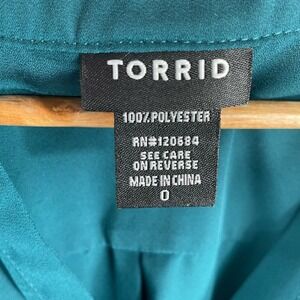 TORRID
100% POLYESTER
RN#120684
SEE CARE
ON REVERSE
MADE IN CHINA
0